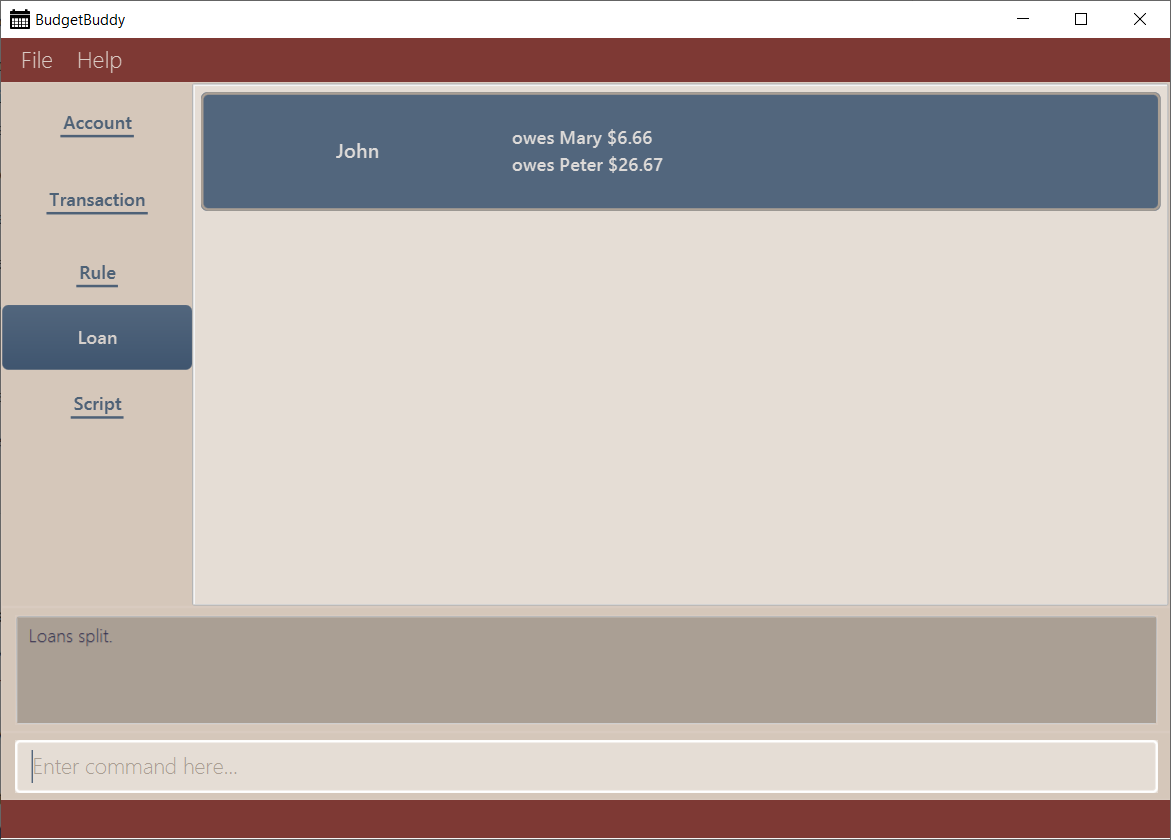 BudgetBuddy
File Help
Account
Transaction
Rule
Loan
Script
John
owes Mary $6.66
owes Peter $26.67
Loans split.
Enter command here...